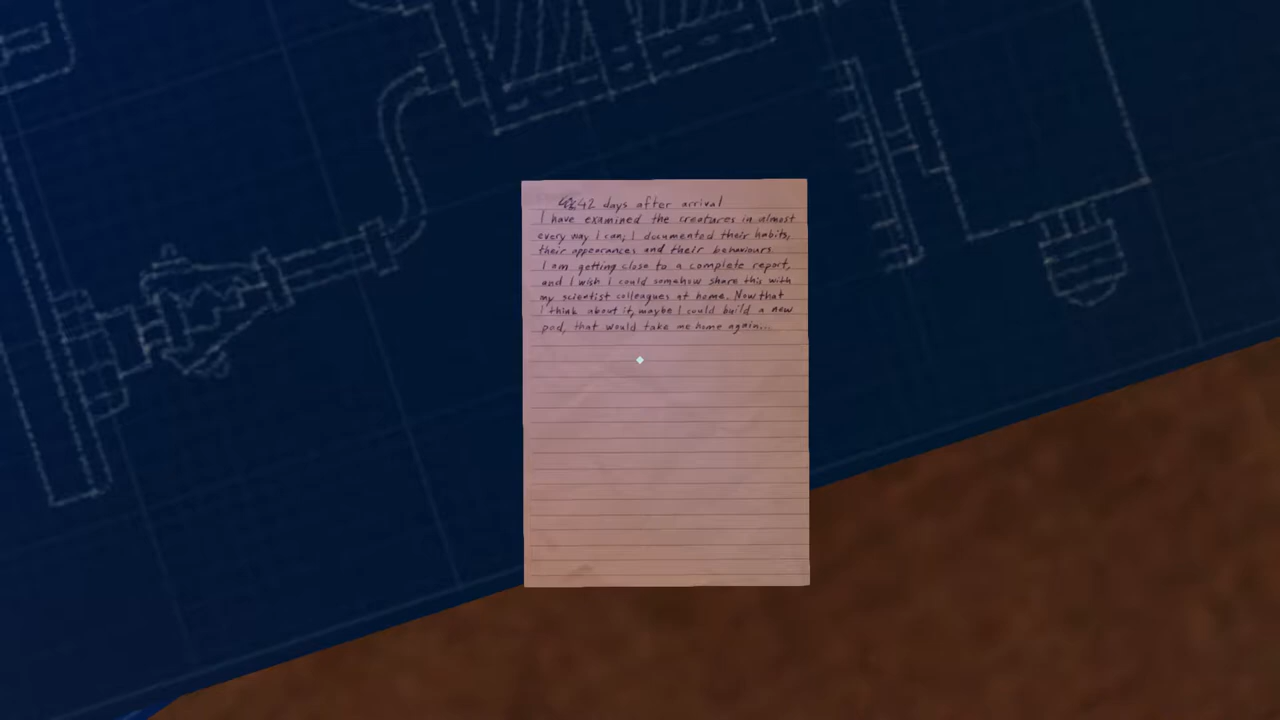 42 days after arrival
I have examined the creatures in almost
every way I can; I documented their habits,
their appearances and their behaviours.
I am getting close to a complete report,
and I wish I could somehow share this with
my scientist colleagues at home. Now that
I think about it, maybe I could build a new
pod, that would take me home again...